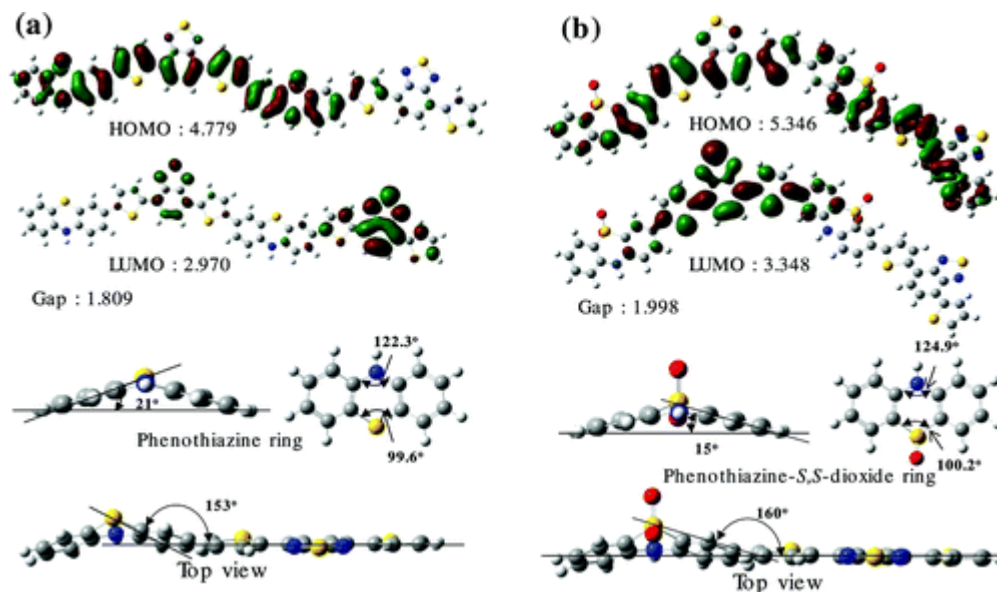 (a)
HOMO : 4.779
LUMO : 2.970
Gap : 1.809
122.3°
21°
Phenothiazine ring
99.6°
153°
Top view
(b)
HOMO : 5.346
LUMO : 3.348
Gap : 1.998
124.9°
15°
100.2°
Phenothiazine-S,S-dioxide ring
160°
Top view